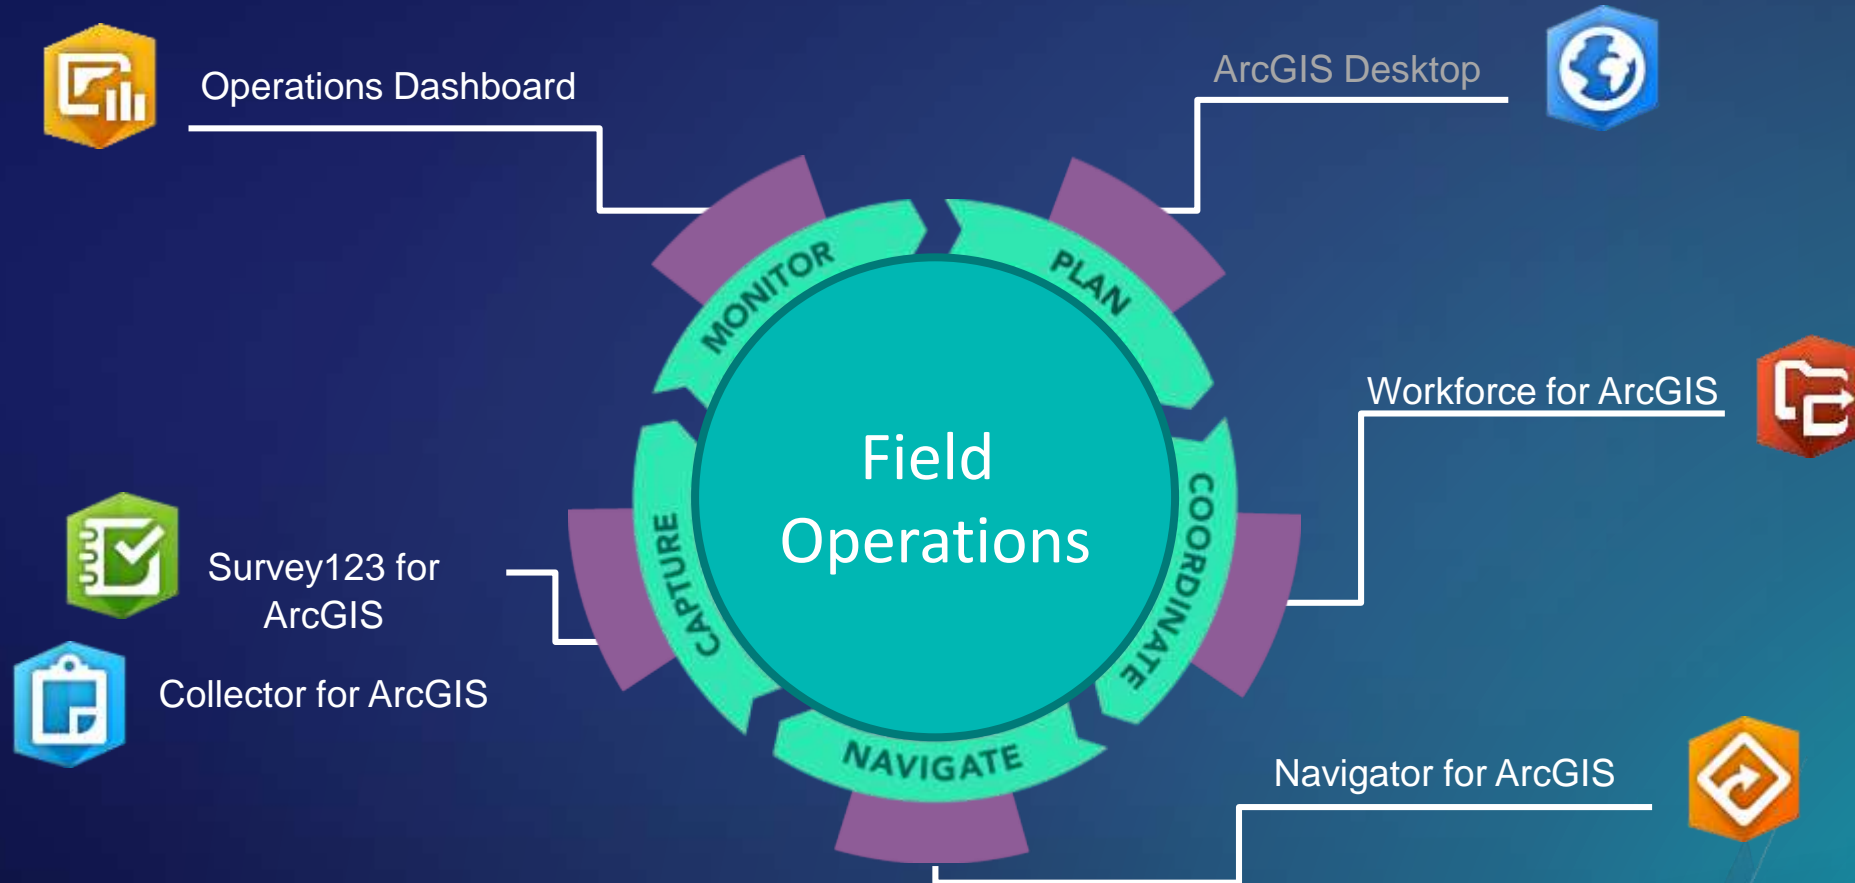 Operations Dashboard
ArcGIS Desktop
MONITOR
PLAN
Workforce for ArcGIS
Field
Operations
COORDINATE
CAPTURE
Survey123 for
ArcGIS
Collector for ArcGIS
NAVIGATE
Navigator for ArcGIS